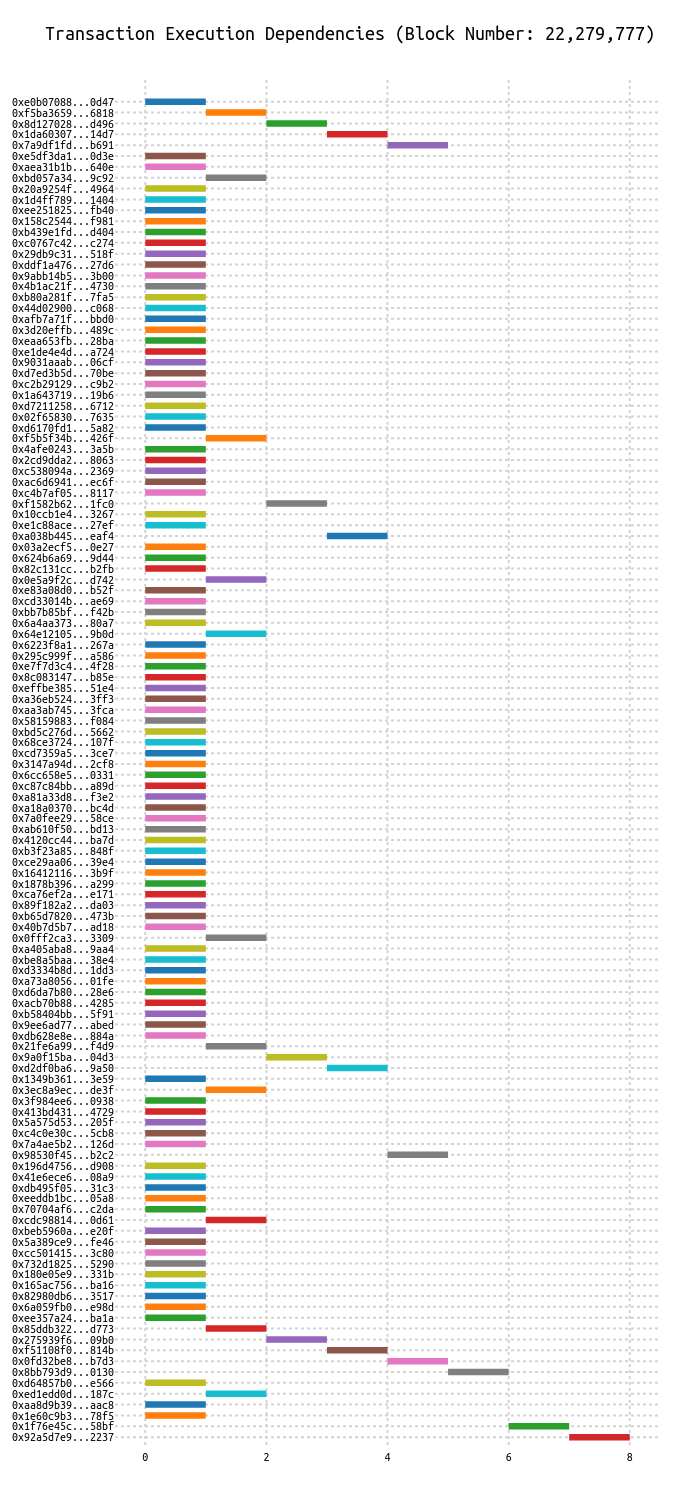 Transaction Execution Dependencies (Block Number: 22,279,777)
0xe0b07088...0d47
0xf5ba3659...6818
0x8d127028...d496
0x1da60307...14d7
0x7a9df1fd...b691
0xe5df3da1...0d3e
0xaea31b1b...640e
0xbd057a34...9c92
0x20a9254f...4964
0x1d4ff789...1404
0xee251825...fb40
0x158c2544...f981
0xb439e1fd...d404
0xc0767c42...c274
0x29db9c31...518f
0xddf1a476...27d6
0x9abb14b5...3b00
0x4b1ac21f...4730
0xb80a281f...7fa5
0x44d02900...c068
0xafb7a71f...bbd0
0x3d20effb...489c
0xeaa653fb...28ba
0xe1de4e4d...a724
0x9031aaab...06cf
0xd7ed3b5d...70be
0xc2b29129...c9b2
0x1a643719...19b6
0xd7211258...6712
0x02f65830...7635
0xd6170fd1...5a82
0xf5b5f34b...426f
0x4afe0243...3a5b
0x2cd9dda2...8063
0xc538094a...2369
0xac6d6941...ec6f
0xc4b7af05...8117
0xf1582b62...1fc0
0x10ccb1e4...3267
0xe1c88ace...27ef
0xa038b445...eaf4
0x03a2ecf5...0e27
0x624b6a69...9d44
0x82c131cc...b2fb
0x0e5a9f2c...d742
0xe83a08d0...b52f
0xcd33014b...ae69
0xbb7b85bf...f42b
0x6a4aa373...80a7
0x64e12105...9b0d
0x6223f8a1...267a
0x295c999f...a586
0xe7f7d3c4...4f28
0x8c083147...b85e
0xeffbe385...51e4
0xa36eb524...3ff3
0xaa3ab745...3fca
0x58159883...f084
0xbd5c276d...5662
0x68ce3724...107f
0xcd7359a5...3ce7
0x3147a94d...2cf8
0x6cc658e5...0331
0xc87c84bb...a89d
0xa81a33d8...f3e2
0xa18a0370...bc4d
0x7a0fee29...58ce
0xab610f50...bd13
0x4120cc44...ba7d
0xb3f23a85...848f
0xce29aa06...39e4
0x16412116...3b9f
0x1878b396...a299
0xca76ef2a...e171
0x89f182a2...da03
0xb65d7820...473b
0x40b7d5b7...ad18
0x0fff2ca3...3309
0xa405aba8...9aa4
0xbe8a5baa...38e4
0xd3334b8d...1dd3
0xa73a8056...01fe
0xd6da7b80...28e6
0xacb70b88...4285
0xb58404bb...5f91
0x9ee6ad77...abed
0xdb628e8e...884a
0x21fe6a99...f4d9
0x9a0f15ba...04d3
0xd2df0ba6...9a50
0x1349b361...3e59
0x3ec8a9ec...de3f
0x3f984ee6...0938
0x413bd431...4729
0x5a575d53...205f
0xc4c0e30c...5cb8
0x7a4ae5b2...126d
0x98530f45...b2c2
0x196d4756...d908
0x41e6ece6...08a9
0xdb495f05...31c3
0xeeddb1bc...05a8
0x70704af6...c2da
0xcdc98814...0d61
0xbeb5960a...e20f
0x5a389ce9...fe46
0xcc501415...3c80
0x732d1825...5290
0x180e05e9...331b
0x165ac756...ba16
0x82980db6...3517
0x6a059fb0...e98d
0xee357a24...ba1a
0x85ddb322...d773
0x275939f6...09b0
0xf51108f0...814b
0x0fd32be8...b7d3
0x8bb793d9...0130
0xd64857b0...e566
0xed1edd0d...187c
0xaa8d9b39...aac8
0x1e60c9b3...78f5
0x1f76e45c...58bf
0x92a5d7e9...2237
0 2 4 6 8